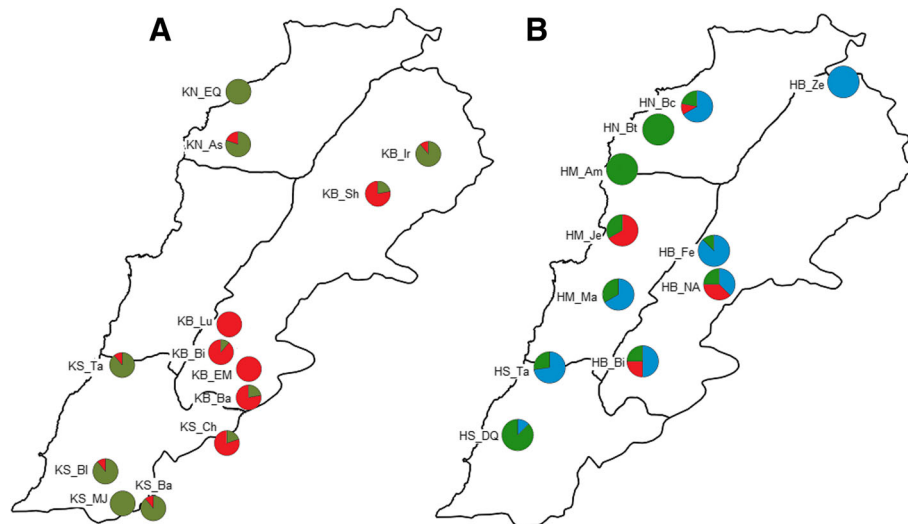 A
KN_EQ
KN_As
KB_Ir
KB_Sh
KB_Lu
KB_Bi
KS_Ta
KB_EM
KB_Ba
KS_Ch
KS_Bl
KS_Ba
KS_MJ
B
HB_Ze
HN_Bc
HN_Bt
HM_Am
HM_Je
HB_Fe
HB_NA
HM_Ma
HS_Ta
HB_Bi
HS_DQ